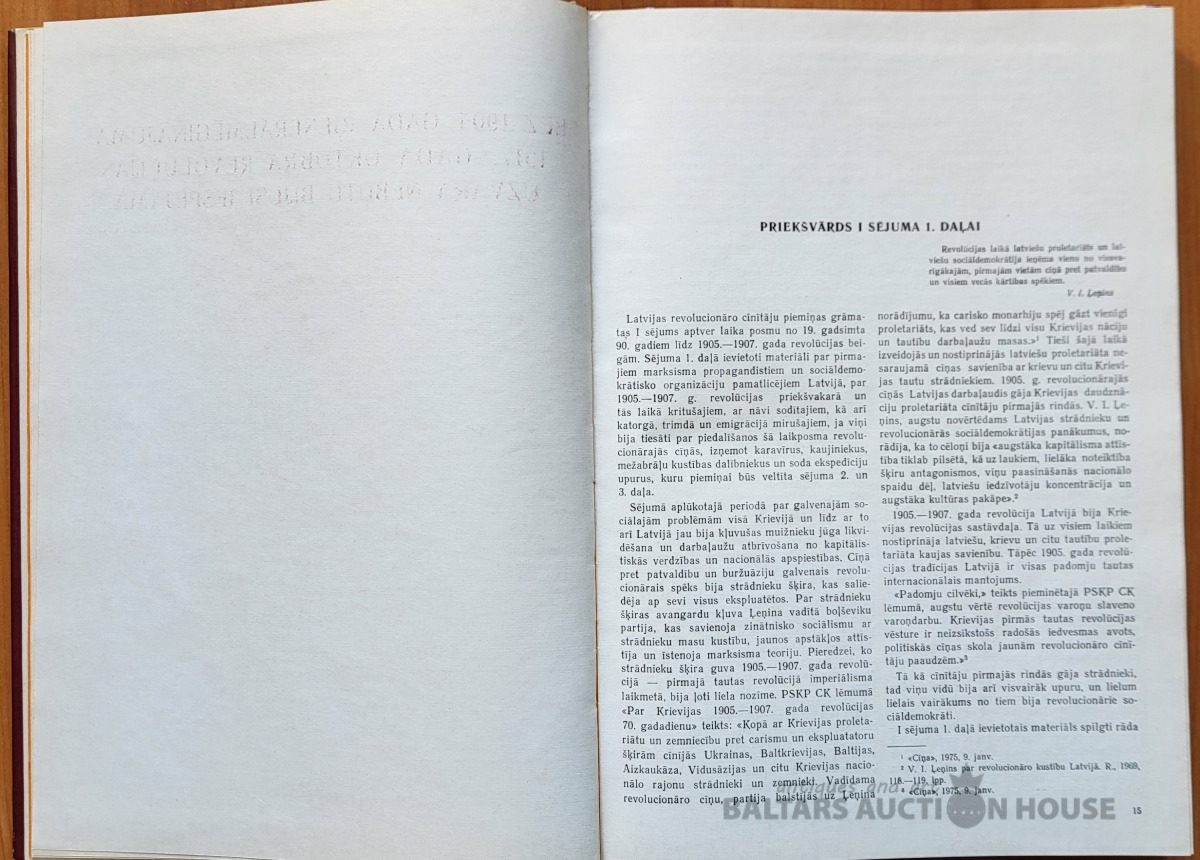 PRIEKŠVĀRDS I SĒJUMA 1. DAĻAI
Revolūcijas laikā latviešu proletariāts un lat-
viešu sociāldemokrātija ieņēma vienu no vissva-
rīgākajām, pirmajām vietām cīņā pret patvaldību
un visiem vecās kārtības spēkiem.
V. I. Ļeņins
Latvijas revolucionāro cīnītāju piemiņas grāma-
tas I sējums aptver laika posmu no 19. gadsimta
90. gadiem līdz 1905.—1907. gada revolūcijas bei-
gām. Sējuma 1. daļā ievietoti materiāli par pirma-
jiem marksisma propagandistiem un sociāldemo-
krātisko organizāciju pamatlicējiem Latvijā, par
1905.—1907. g. revolūcijas priekšvakarā un
tās laikā kritušajiem, ar nāvi sodītajiem, kā arī
katorgā, trimdā un emigrācijā mirušajiem, ja viņi
bija tiesāti par piedalīšanos šā laikposma revolu-
cionārajās cīņās, izņemot karavīrus, kaujiniekus,
mežabrāļu kustības dalībniekus un soda ekspedīciju
upurus, kuru piemiņai būs veltīta sējuma 2. un
3. daļa.
Sējumā aplūkotajā periodā par galvenajām so-
ciālajām problēmām visā Krievijā un līdz ar to
arī Latvijā jau bija kļuvušas muižnieku jūga likvi-
dēšana un darbaļaužu atbrīvošana no kapitālis-
tiskās verdzības un nacionālās apspiestības. Cīņā
pret patvaldību un buržuāziju galvenais revolu-
cionārais spēks bija strādnieku šķira, kas salie-
dēja ap sevi visus ekspluatētos. Par strādnieku
šķiras avangardu kļuva Ļeņina vadītā boļševiku
partija, kas savienoja zinātnisko sociālismu ar
strādnieku masu kustību, jaunos apstākļos attīs-
tīja un īstenoja marksisma teoriju. Pieredzei, ko
strādnieku šķira guva 1905.—1907. gada revolū-
cijā — pirmajā tautas revolūcijā imperiālisma
laikmetā, bija ļoti liela nozīme. PSKP CK lēmumā
«Par Krievijas 1905.—1907. gada revolūcijas
70. gadadienu» teikts: «Kopā ar Krievijas proleta-
riātu un zemniecību pret carismu un ekspluatatoru
šķirām cīnījās Ukrainas, Baltkrievijas, Baltijas,
Aizkaukāza, Vidusāzijas un citu Krievijas nacio-
nālo rajonu strādnieki un zemnieki. Vadīdama
revolucionāro cīņu, partija balstījās uz Ļeņina
norādījumu, ka carisko monarhiju spēj gāzt vienīgi
proletariāts, kas ved sev līdzi visu Krievijas nāciju
un tautību darbaļaužu masas.»¹ Tieši šajā laikā
izveidojās un nostiprinājās latviešu proletariāta ne-
saraujamā cīņas savienība ar krievu un citu Krievi-
jas tautu strādniekiem. 1905. g. revolucionārajās
cīņās Latvijas darbaļaudis gāja Krievijas daudznā-
ciju proletariāta cīnītāju pirmajās rindās. V. I. Ļe-
ņins, augstu novērtēdams Latvijas strādnieku un
revolucionārās sociāldemokrātijas panākumus, no-
rādīja, ka to cēloņi bija «augstāka kapitālisma attīs-
tība tiklab pilsētā, kā uz laukiem, lielāka noteiktība
šķiru antagonismos, viņu paasināšanās nacionālo
spaidu dēļ, latviešu iedzīvotāju koncentrācija un
augstāka kultūras pakāpe».²
1905.—1907. gada revolūcija Latvijā bija Krie-
vijas revolūcijas sastāvdaļa. Tā uz visiem laikiem
nostiprināja latviešu, krievu un citu tautību prole-
tariāta kaujas savienību. Tāpēc 1905. gada revolū-
cijas tradīcijas Latvijā ir visas padomju tautas
internacionālais mantojums.
«Padomju cilvēki,» teikts pieminētajā PSKP CK
lēmumā, augstu vērtē revolūcijas varoņu slaveno
varoņdarbu. Krievijas pirmās tautas revolūcijas
vēsture ir neizsīkstošs radošās iedvesmas avots,
politiskās cīņas skola jaunām revolucionāro cīnī-
tāju paaudzēm.»³
Tā kā cīnītāju pirmajās rindās gāja strādnieki,
tad viņu vidū bija arī visvairāk upuru, un lielum
lielais vairākums no tiem bija revolucionārie so-
ciāldemokrāti.
I sējuma 1. daļā ievietotais materiāls spilgti rāda
¹ «Cīņa», 1975, 9. janv.
² V. I. Ļeņins par revolucionāro kustību Latvijā. R., 1969,
118.—119. lpp.
³ «Cīņa», 1975, 9. janv.
15
antiques and
BALTARS AUCTION HOUSE